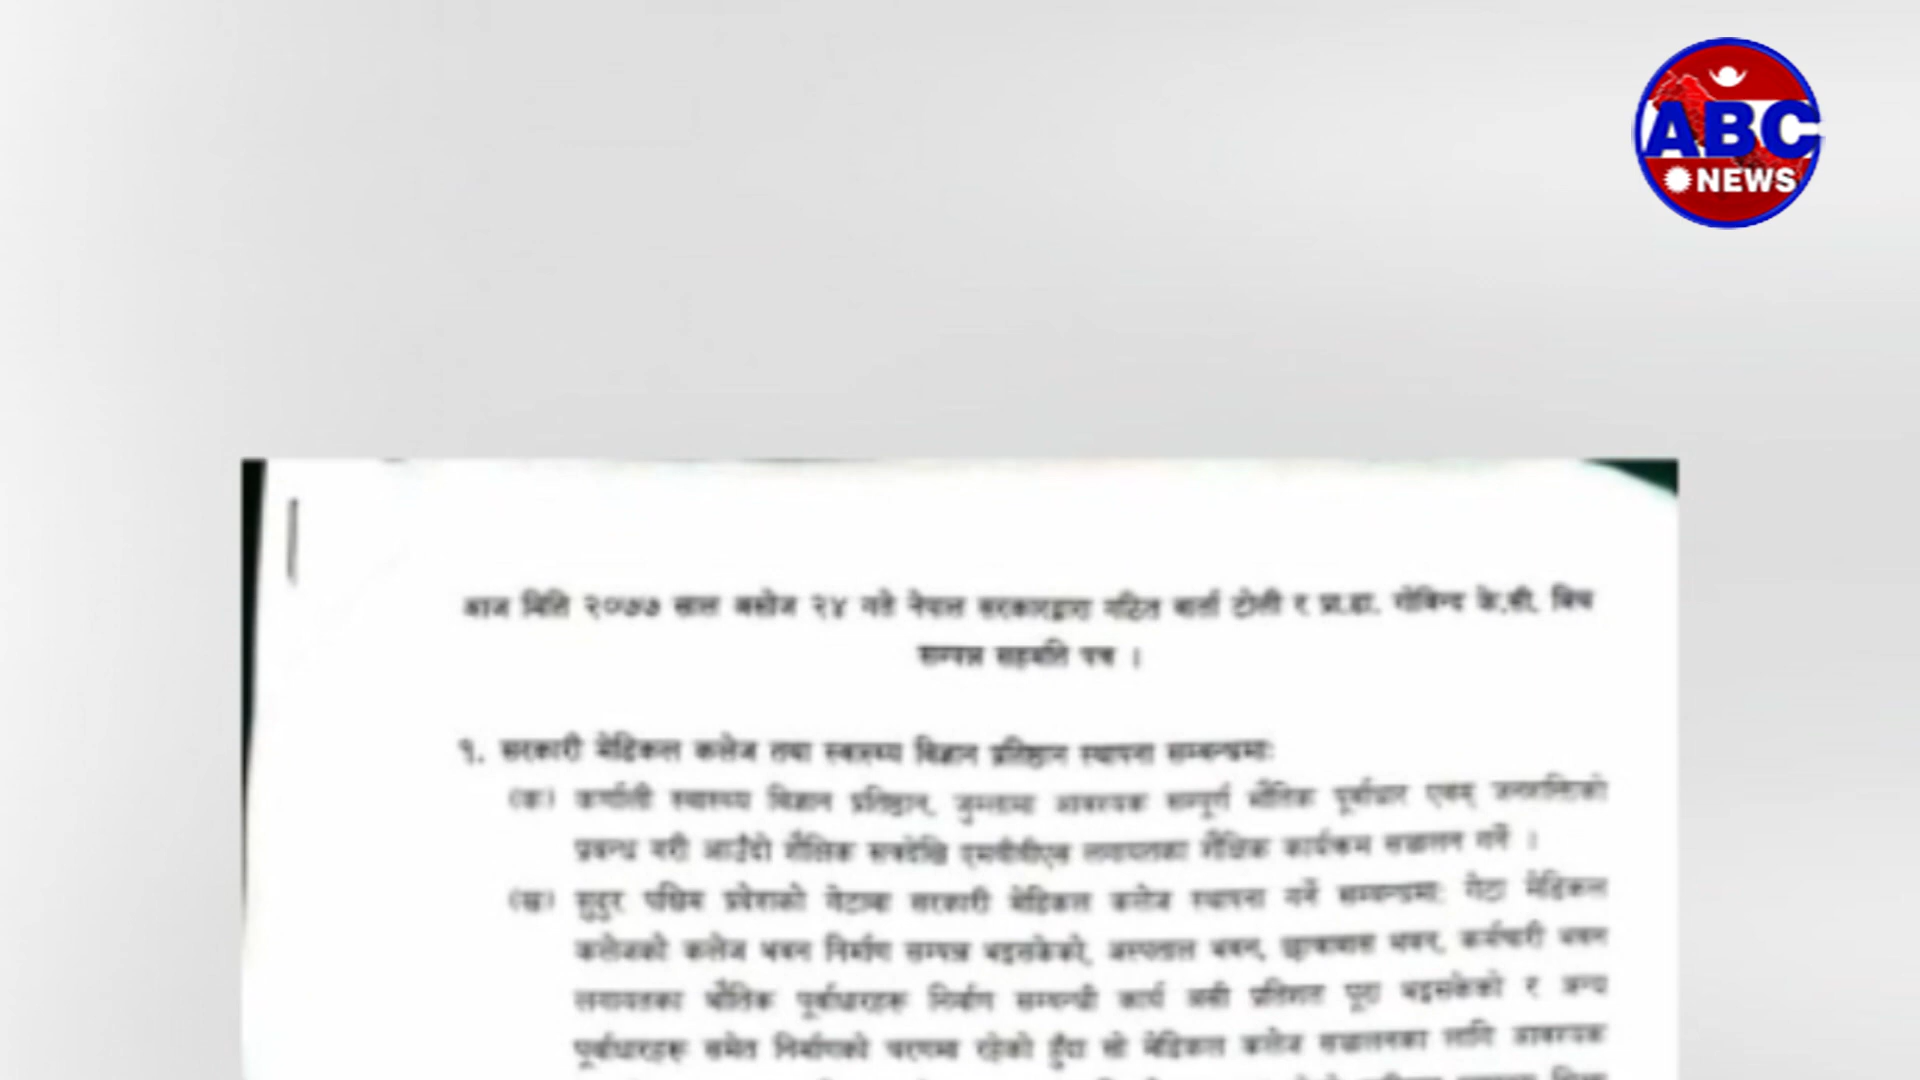 ABC
NEWS
आज मिति २०७७ साल असोज २४ गते नेपाल सरकारद्वारा गठित वार्ता टोली र प्रा.डा. गोविन्द के.सी. बिच
सम्पन्न सहमति पत्र ।
१. सरकारी मेडिकल कलेज तथा स्वास्थ्य विज्ञान प्रतिष्ठान स्थापना सम्बन्धमाः
(क) कर्णाली स्वास्थ्य विज्ञान प्रतिष्ठान, जुम्लामा आवश्यक सम्पूर्ण भौतिक पूर्वाधार एवम् जनशक्तिको
प्रबन्ध गरी आउँदो शैक्षिक सत्रदेखि एमबीबीएस लगायतका शैक्षिक कार्यक्रम सञ्चालन गर्ने ।
(ख) सुदुर पश्चिम प्रदेशको गेटामा सरकारी मेडिकल कलेज स्थापना गर्ने सम्बन्धमाः गेटा मेडिकल
कलेजको कलेज भवन निर्माण सम्पन्न भइसकेको, अस्पताल भवन, छात्रावास भवन, कर्मचारी भवन
लगायतका भौतिक पूर्वाधारहरू निर्माण सम्बन्धी कार्य असी प्रतिशत पूरा भइसकेको र अन्य
पूर्वाधारहरू समेत निर्माणको चरणमा रहेको हुँदा सो मेडिकल कलेज सञ्चालनका लागि आवश्यक